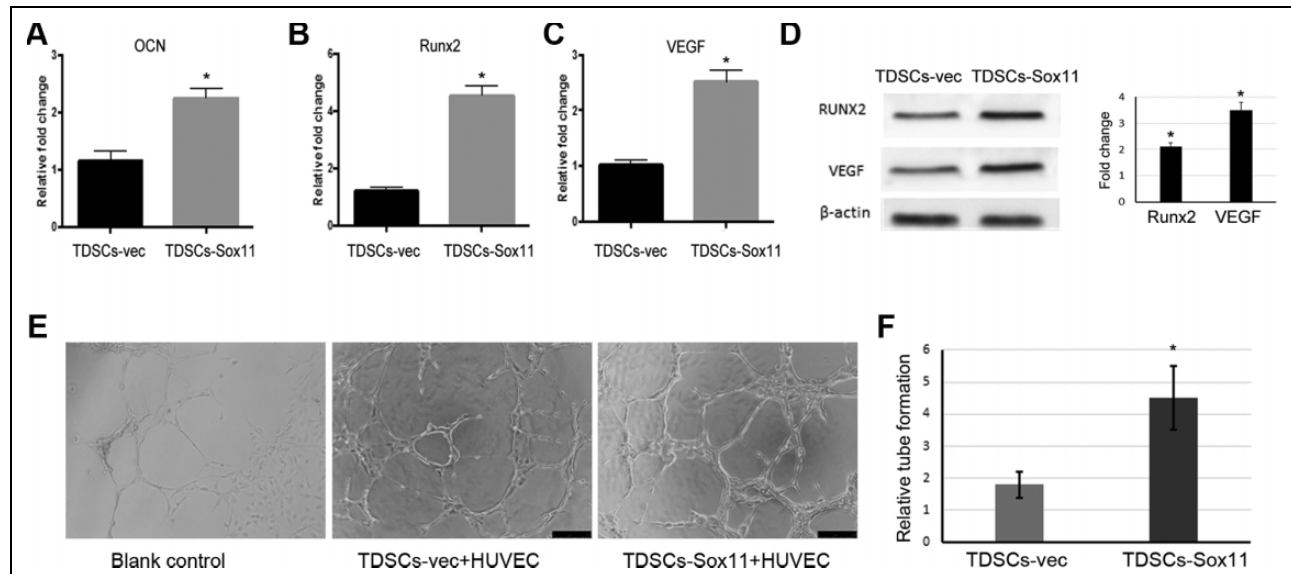 A
OCN
Relative fold change
3
2
1
0
*
TDSCs-vec TDSCs-Sox11
B
Runx2
Relative fold change
6
4
2
0
*
TDSCs-vec TDSCs-Sox11
C
VEGF
Relative fold change
3
2
1
0
*
TDSCs-vec TDSCs-Sox11
D
TDSCs-vec TDSCs-Sox11
RUNX2
VEGF
β-actin
Fold change
4
3
2
1
0
*
*
Runx2 VEGF
E
Blank control
TDSCs-vec+HUVEC
TDSCs-Sox11+HUVEC
F
Relative tube formation
6
5
4
3
2
1
0
*
TDSCs-vec TDSCs-Sox11